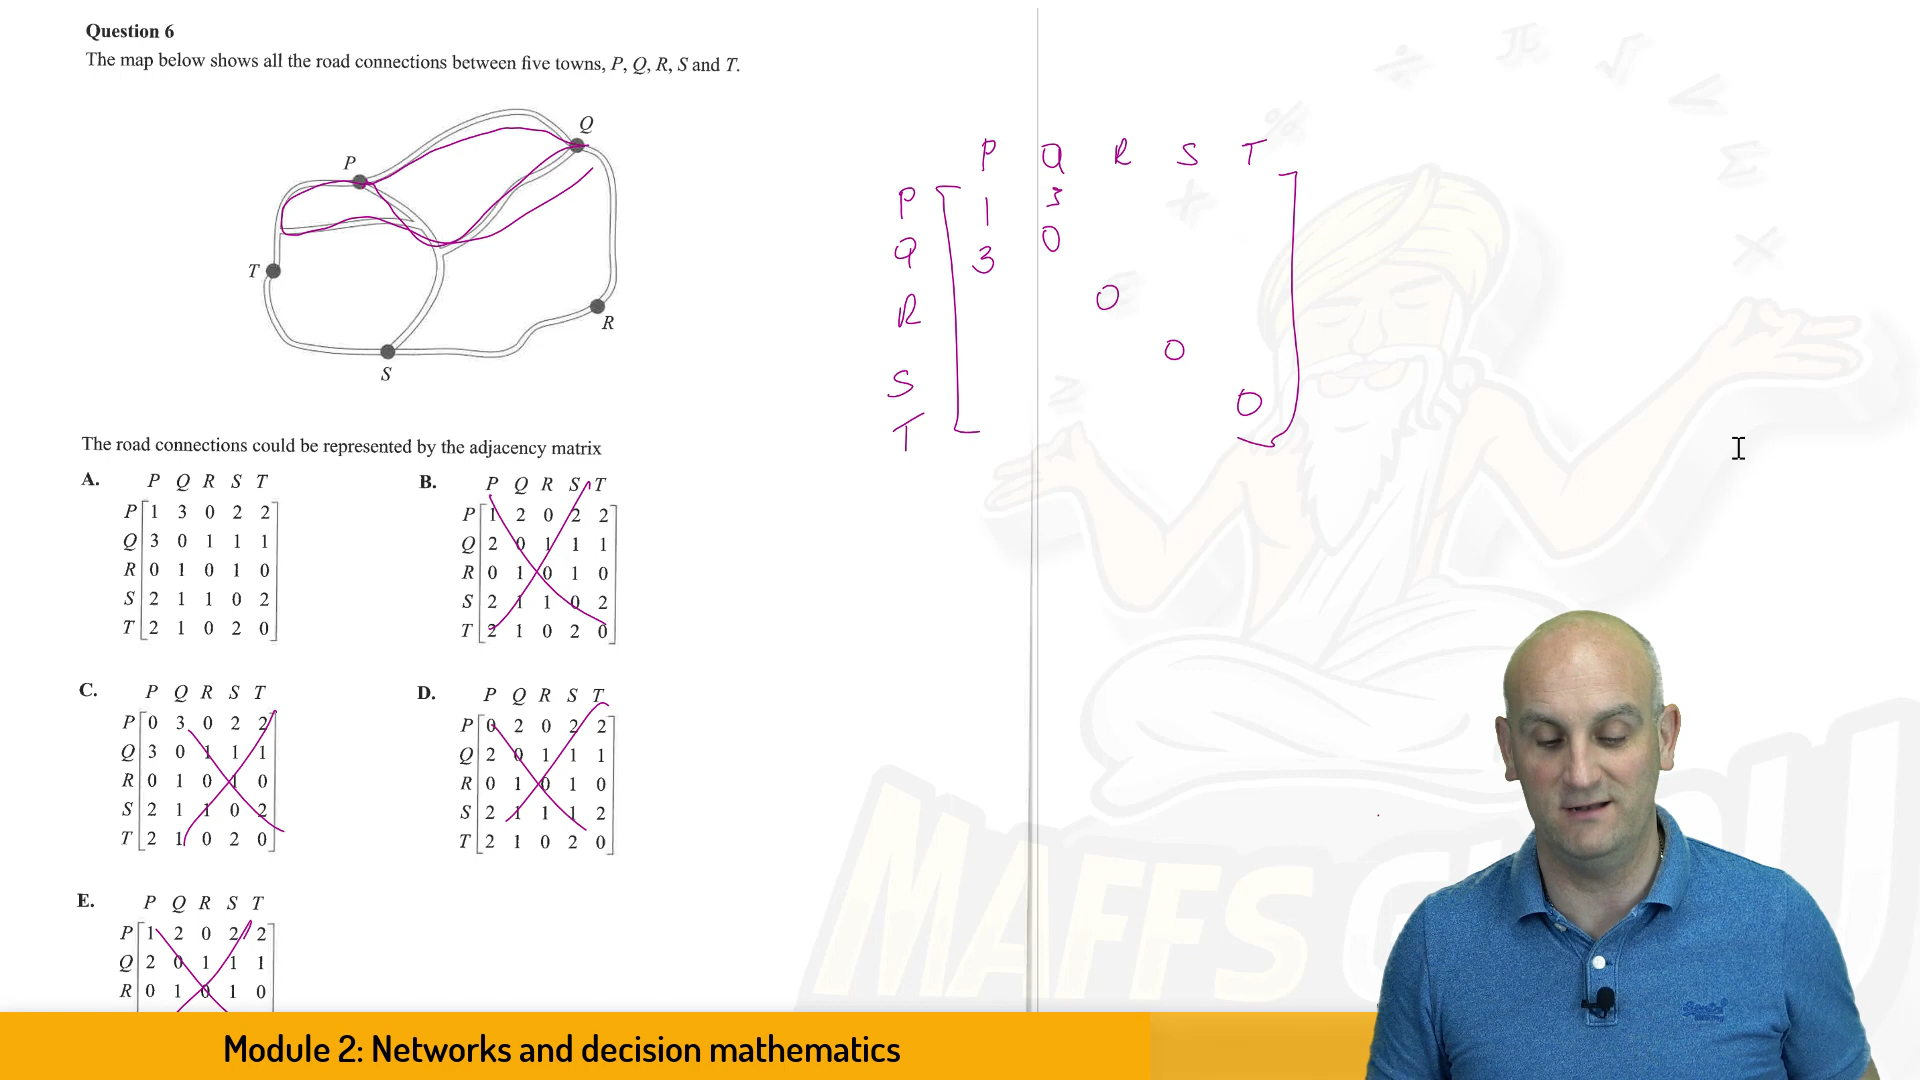 Question 6
The map below shows all the road connections between five towns, P, Q, R, S and T.
Q
P
T
R
S
The road connections could be represented by the adjacency matrix
A.
P Q R S T
P 1 3 0 2 2
Q 3 0 1 1 1
R 0 1 0 1 0
S 2 1 1 0 2
T 2 1 0 2 0
B.
P Q R S T
P 1 2 0 2 2
Q 2 0 1 1 1
R 0 1 0 1 0
S 2 1 1 0 2
T 2 1 0 2 0
C.
P Q R S T
P 0 3 0 2 2
Q 3 0 1 1 1
R 0 1 0 1 0
S 2 1 1 0 2
T 2 1 0 2 0
D.
P Q R S T
P 0 2 0 2 2
Q 2 0 1 1 1
R 0 1 0 1 0
S 2 1 1 1 2
T 2 1 0 2 0
E.
P Q R S T
P 1 2 0 2 2
Q 2 0 1 1 1
R 0 1 0 1 0
P Q R S T
P 1 3
Q 3 0
R 0
S 0
T 0
MAFFS G U
Module 2: Networks and decision mathematics